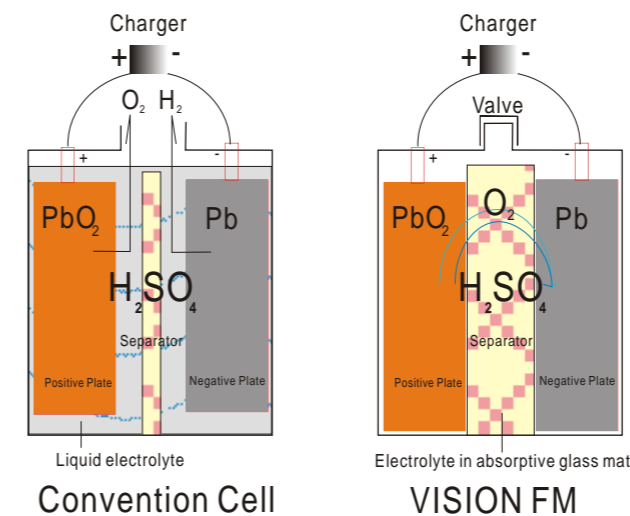 Charger
+ -
O₂ H₂
+ -
PbO₂ Pb
H₂SO₄
Separator
Positive Plate Negative Plate
Liquid electrolyte
Convention Cell
Charger
+ -
Valve
+ -
PbO₂ O₂ Pb
H₂SO₄
Separator
Positive Plate Negative Plate
Electrolyte in absorptive glass mat
VISION FM